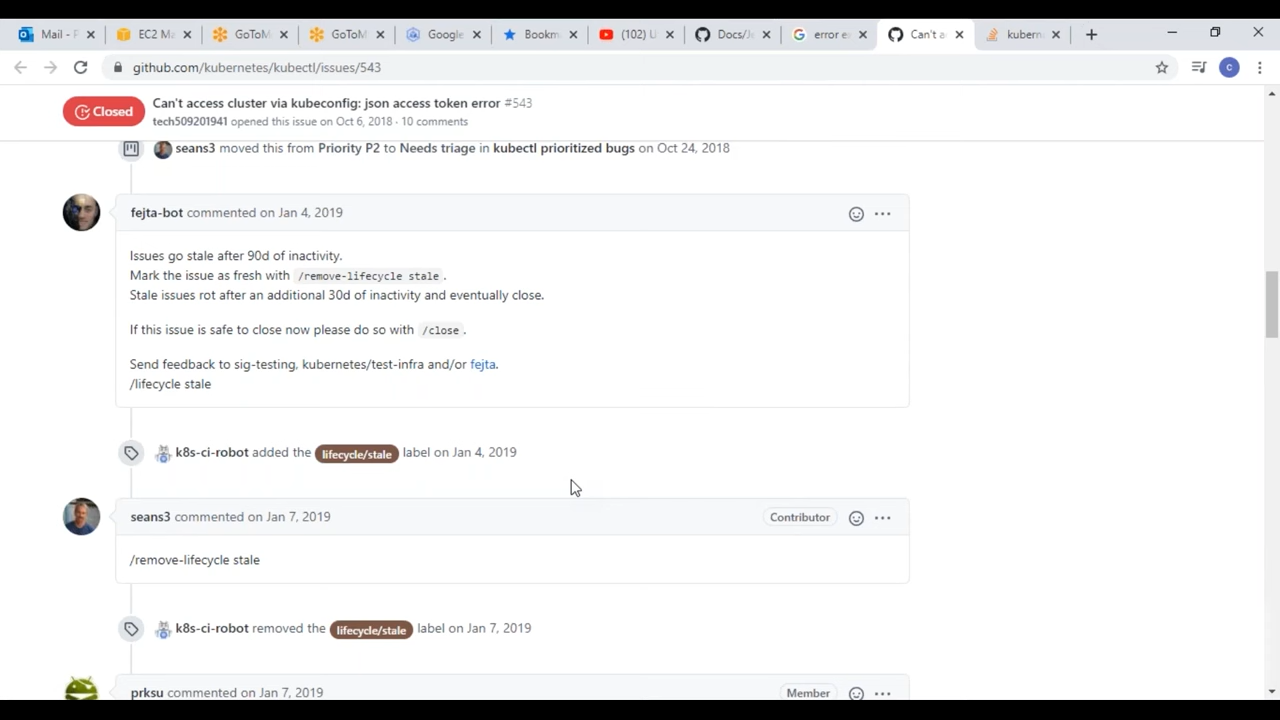 Mail - F
EC2 Ma
GoToM
GoToM
Google
Bookm
(102) U
Docs/Je
error e
Can't a
kubern
github.com/kubernetes/kubectl/issues/543
C
Closed
Can't access cluster via kubeconfig: json access token error #543
tech509201941 opened this issue on Oct 6, 2018 · 10 comments
seans3 moved this from Priority P2 to Needs triage in kubectl prioritized bugs on Oct 24, 2018
fejta-bot commented on Jan 4, 2019
Issues go stale after 90d of inactivity.
Mark the issue as fresh with /remove-lifecycle stale.
Stale issues rot after an additional 30d of inactivity and eventually close.
If this issue is safe to close now please do so with /close.
Send feedback to sig-testing, kubernetes/test-infra and/or fejta.
/lifecycle stale
k8s-ci-robot added the lifecycle/stale label on Jan 4, 2019
seans3 commented on Jan 7, 2019
Contributor
/remove-lifecycle stale
k8s-ci-robot removed the lifecycle/stale label on Jan 7, 2019
prksu commented on Jan 7, 2019
Member